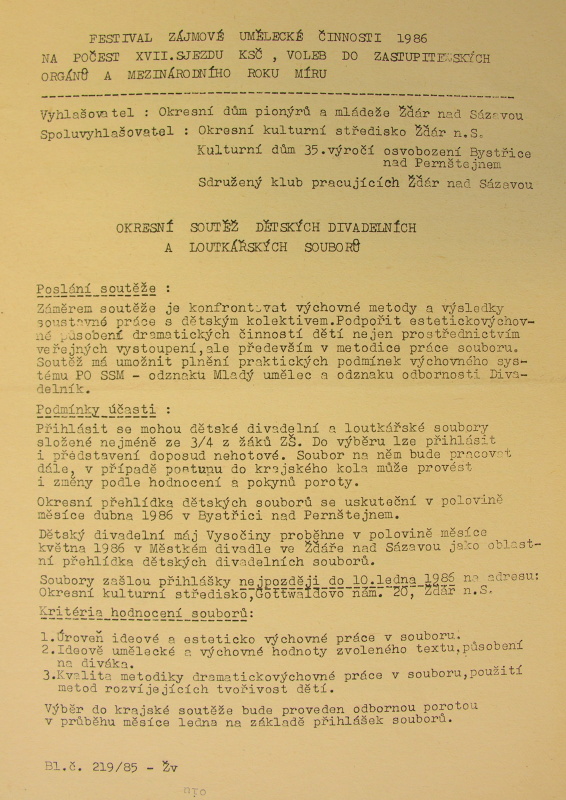 FESTIVAL ZÁJMOVÉ UMĚLECKÉ ČINNOSTI 1986
NA POČEST XVII.SJEZDU KSČ , VOLEB DO ZASTUPITELSKÝCH
ORGÁNŮ A MEZINÁRODNÍHO ROKU MÍRU
Vyhlašovatel : Okresní dům pionýrů a mládeže Žďár nad Sázavou
Spoluvyhlašovatel : Okresní kulturní středisko Žďár n.S.
Kulturní dům 35.výročí osvobození Bystřice
nad Pernštejnem
Sdružený klub pracujících Žďár nad Sázavou
OKRESNÍ SOUTĚŽ DĚTSKÝCH DIVADELNÍCH
A LOUTKÁŘSKÝCH SOUBORŮ
Poslání soutěže :
Záměrem soutěže je konfrontovat výchovné metody a výsledky
soustavné práce s dětským kolektivem.Podpořit estetickovýchov-
né působení dramatických činností dětí nejen prostřednictvím
veřejných vystoupení,ale především v metodice práce souboru.
Soutěž má umožnit plnění praktických podmínek výchovného sys-
tému PO SSM - odznaku Mladý umělec a odznaku odbornosti Diva-
delník.
Podmínky účasti :
Přihlásit se mohou dětské divadelní a loutkářské soubory
složené nejméně ze 3/4 z žáků ZŠ. Do výběru lze přihlásit
i představení doposud nehotové. Soubor na něm bude pracovat
dále, v případě postupu do krajského kola může provést
i změny podle hodnocení a pokynů poroty.
Okresní přehlídka dětských souborů se uskuteční v polovině
měsíce dubna 1986 v Bystřici nad Pernštejnem.
Dětský divadelní máj Vysočiny proběhne v polovině měsíce
května 1986 v Městkém divadle ve Žďáře nad Sázavou jako oblast-
ní přehlídka dětských divadelních souborů.
Soubory zašlou přihlášky nejpozději do 10.ledna 1986 na adresu:
Okresní kulturní středisko,Gottwaldovo nám. 20, Žďár n.S.
Kritéria hodnocení souborů:
1.Úroveň ideové a esteticko výchovné práce v souboru.
2.Ideově umělecké a výchovné hodnoty zvoleného textu,působení
na diváka.
3.Kvalita metodiky dramatickovýchovné práce v souboru,použití
metod rozvíjejících tvořivost dětí.
Výběr do krajské soutěže bude proveden odbornou porotou
v průběhu měsíce ledna na základě přihlášek souborů.
Bl.č. 219/85 - Žv